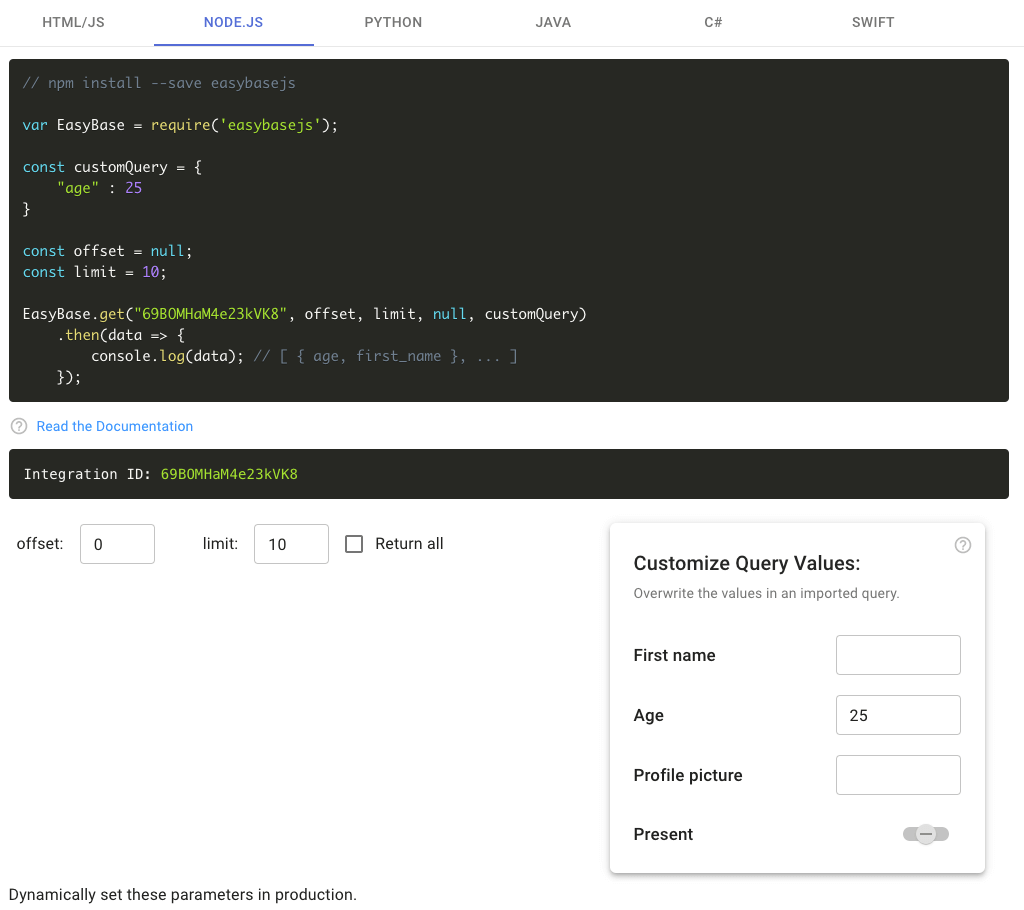 HTML/JS NODE.JS PYTHON JAVA C# SWIFT
// npm install --save easybasejs
var EasyBase = require('easybasejs');
const customQuery = {
"age" : 25
}
const offset = null;
const limit = 10;
EasyBase.get("69BOMHaM4e23kVK8", offset, limit, null, customQuery)
.then(data => {
console.log(data); // [ { age, first_name }, ... ]
});
Read the Documentation
Integration ID: 69BOMHaM4e23kVK8
offset: 0 limit: 10 Return all
Customize Query Values:
Overwrite the values in an imported query.
First name
Age 25
Profile picture
Present
Dynamically set these parameters in production.